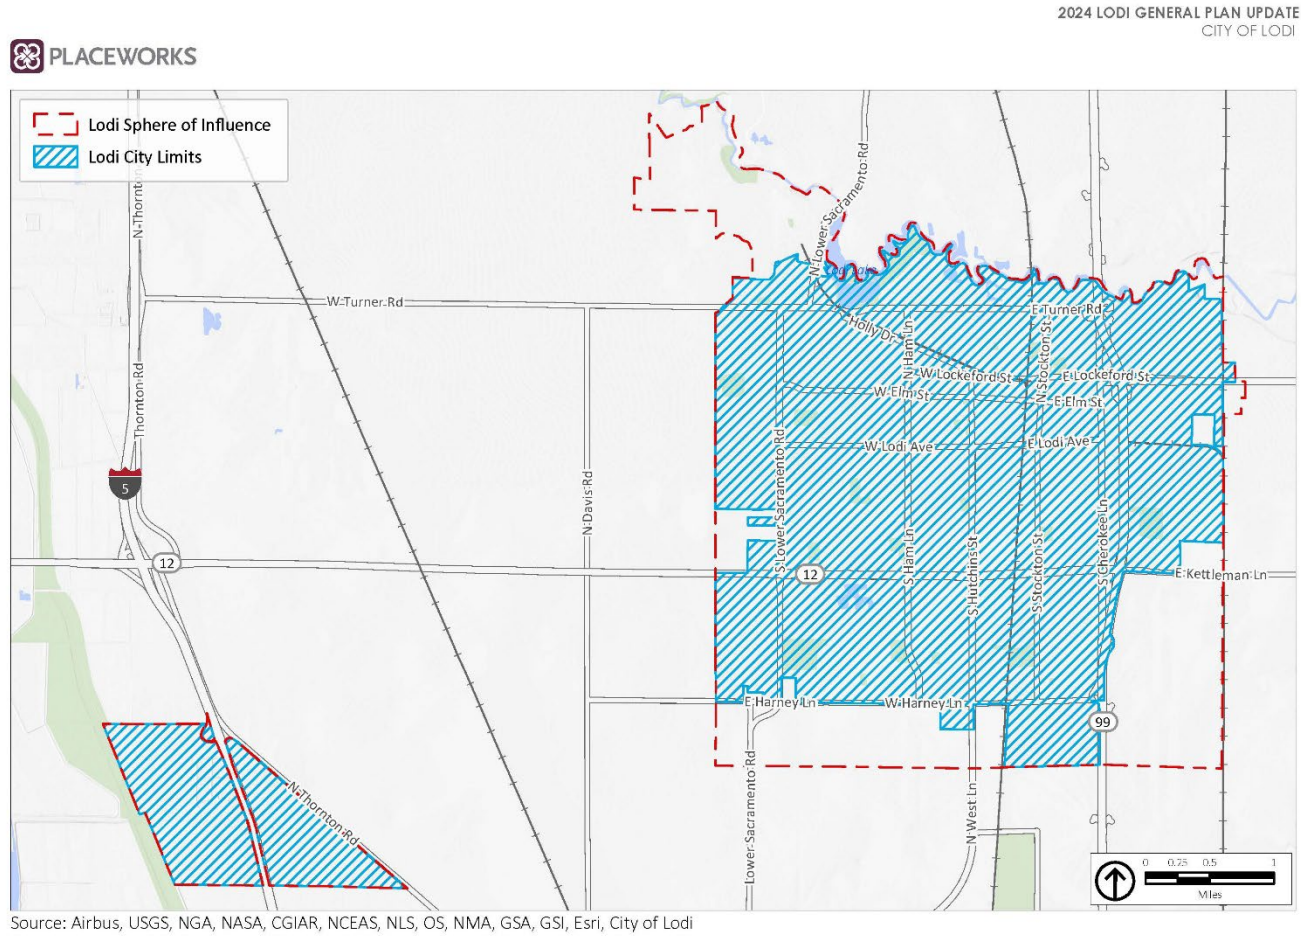 2024 LODI GENERAL PLAN UPDATE
CITY OF LODI
PLACEWORKS
Lodi Sphere of Influence
Lodi City Limits
N Thornton
N Lower Sacramento Rd
Lodi Lake
W Turner Rd
E Turner Rd
Holly Dr
N Ham Ln
N Stockton St
W Lockeford St
E Lockeford St
W Elm St
E Elm St
Thornton Rd
W Lodi Ave
E Lodi Ave
S Lower Sacramento Rd
N Davis Rd
5
12
12
S Ham Ln
S Hutchins St
S Stockton St
S Cherokee Ln
E Kettleman Ln
E Harney Ln
W Harney Ln
99
N Thornton Rd
Lower Sacramento Rd
N West Ln
0 0.25 0.5 1
Miles
Source: Airbus, USGS, NGA, NASA, CGIAR, NCEAS, NLS, OS, NMA, GSA, GSI, Esri, City of Lodi